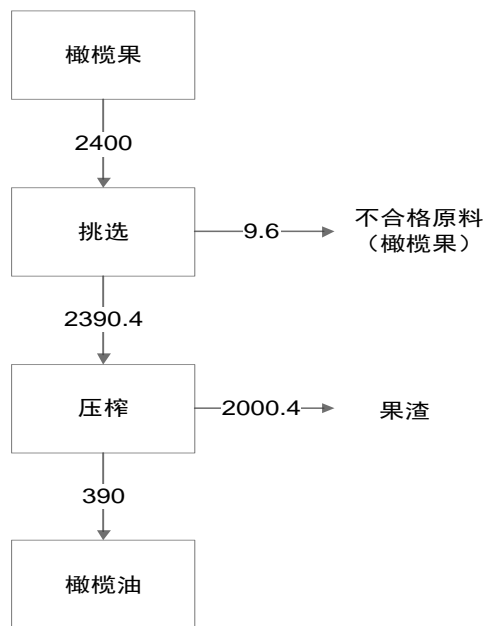 橄榄果
2400
挑选
9.6
不合格原料
（橄榄果）
2390.4
压榨
2000.4
果渣
390
橄榄油